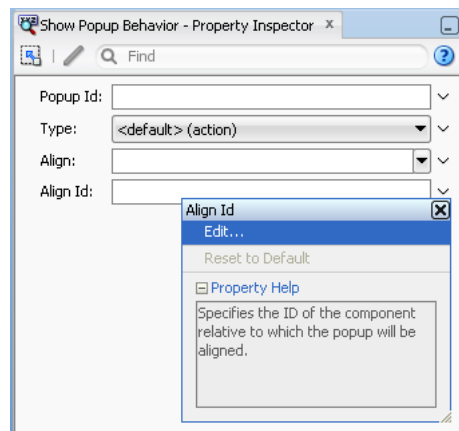 Show Popup Behavior - Property Inspector x
Find
Popup Id:
Type: <default> (action)
Align:
Align Id:
Align Id
Edit...
Reset to Default
Property Help
Specifies the ID of the component
relative to which the popup will be
aligned.